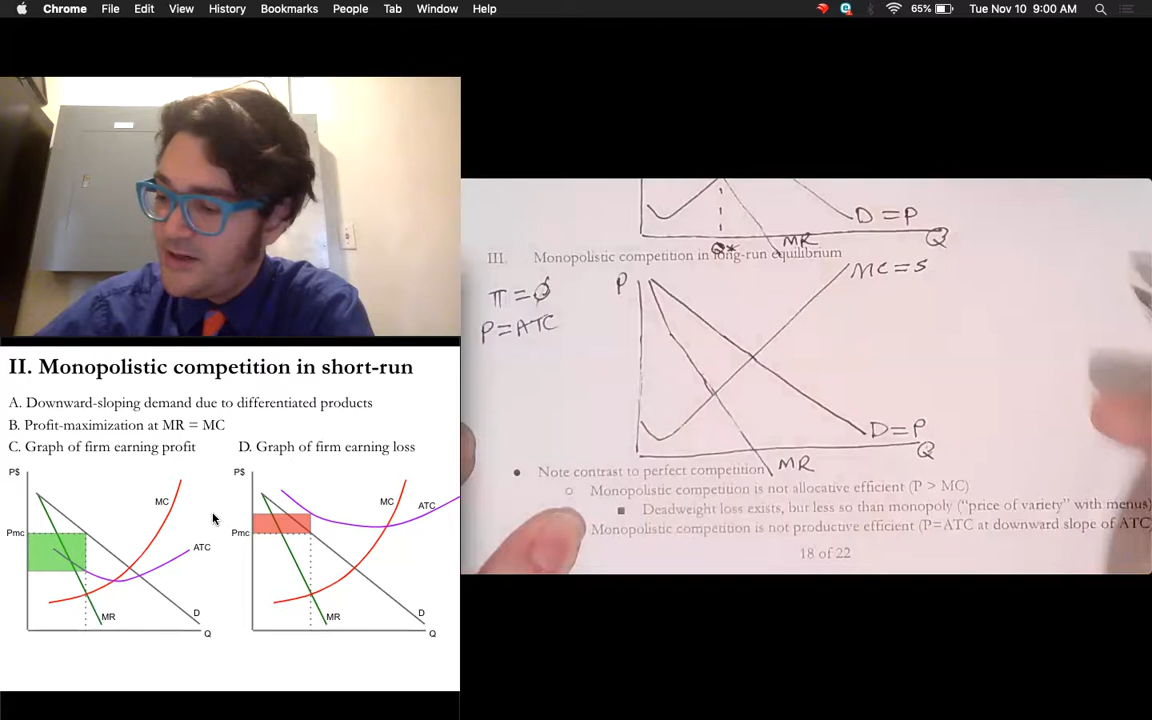 Chrome File Edit View History Bookmarks People Tab Window Help 65% Tue Nov 10 9:00 AM
II. Monopolistic competition in short-run
A. Downward-sloping demand due to differentiated products
B. Profit-maximization at MR = MC
C. Graph of firm earning profit D. Graph of firm earning loss
P$ MC ATC Pmc MR D Q
P$ MC ATC Pmc MR D Q
D = P
Q* MR Q
III. Monopolistic competition in long-run equilibrium
π = ∅
P = ATC
P
MC = S
D = P
Q
MR
• Note contrast to perfect competition
○ Monopolistic competition is not allocative efficient (P > MC)
■ Deadweight loss exists, but less so than monopoly (“price of variety” with menus)
Monopolistic competition is not productive efficient (P=ATC at downward slope of ATC
18 of 22